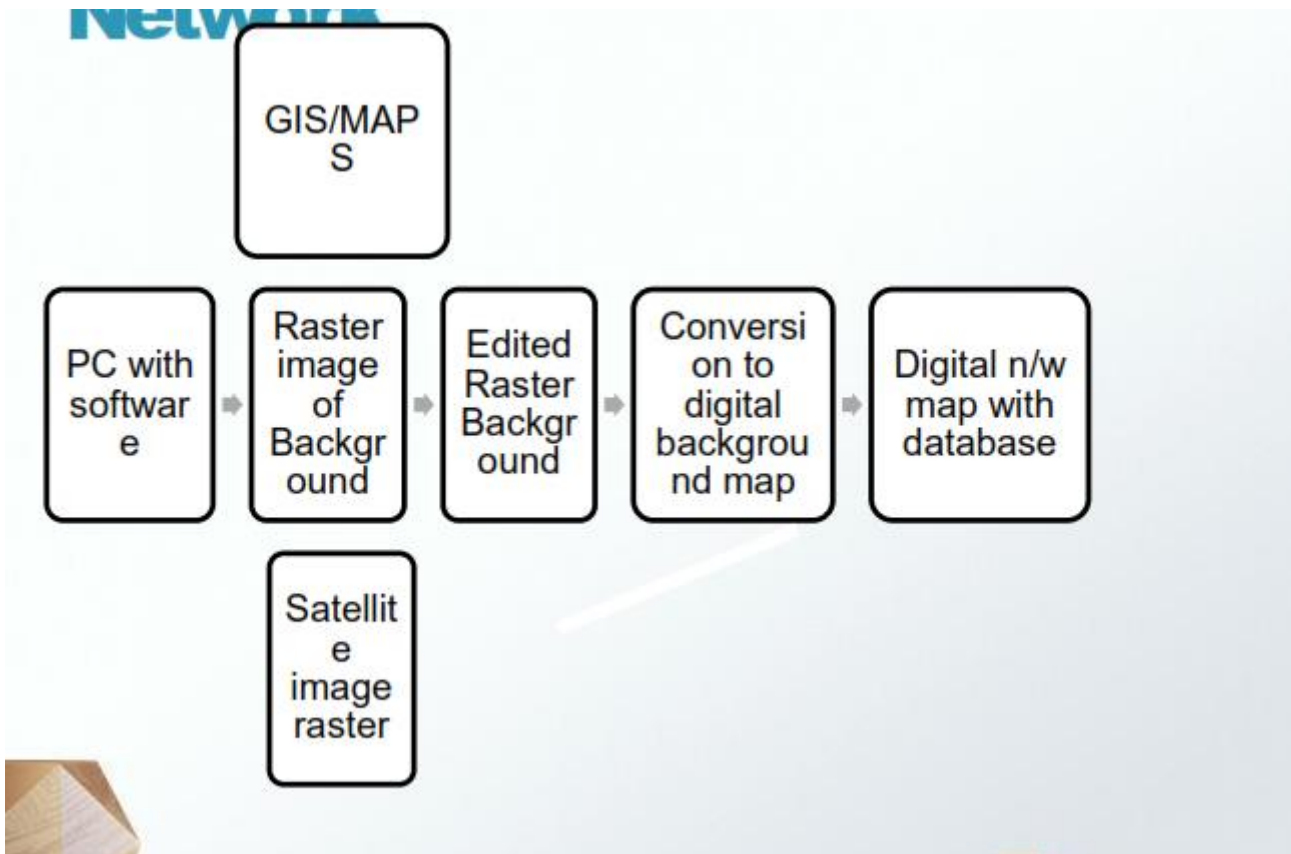 Network
GIS/MAP
S
PC with
softwar
e
Raster
image
of
Backgr
ound
Edited
Raster
Backgr
ound
Conversi
on to
digital
backgrou
nd map
Digital n/w
map with
database
Satellit
e
image
raster